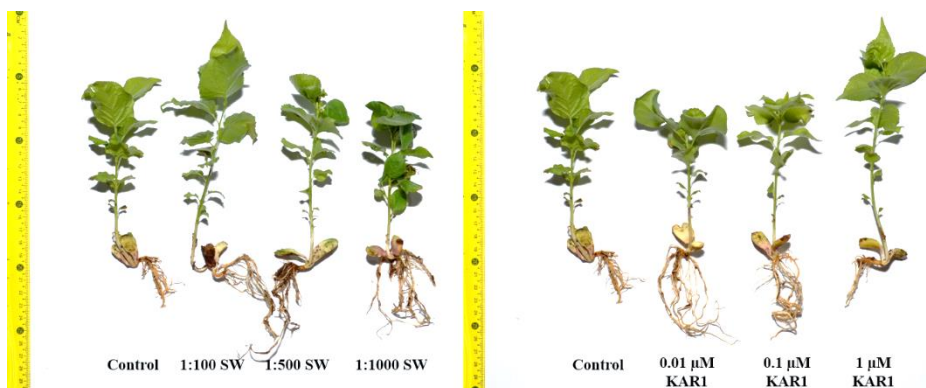 Control 1:100 SW 1:500 SW 1:1000 SW
Control 0.01 μM KAR1 0.1 μM KAR1 1 μM KAR1